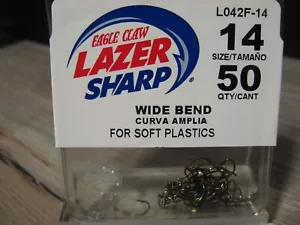 L042F-14
EAGLE CLAW
LAZER
SHARP
14
SIZE/TAMAÑO
50
QTY/CANT
WIDE BEND
CURVA AMPLIA
FOR SOFT PLASTICS